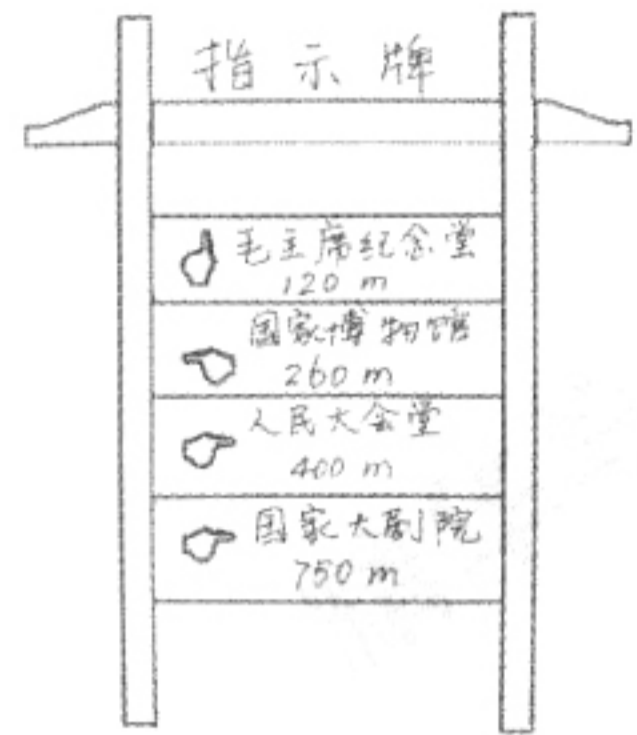 指示牌
毛主席纪念堂
120 m
国家博物馆
260 m
人民大会堂
400 m
国家大剧院
750 m